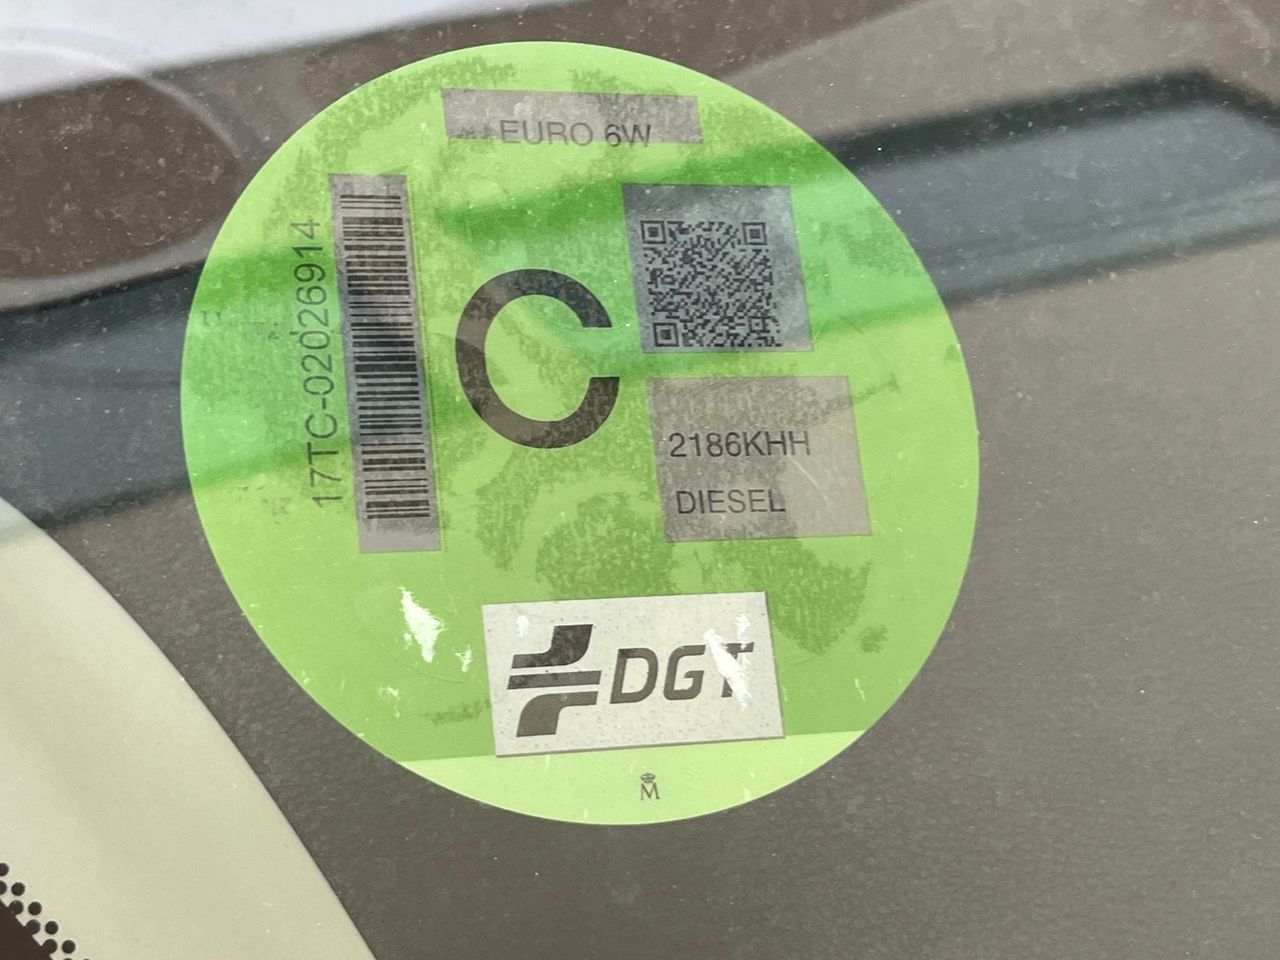 EURO 6W
17TC-02026914
C
2186KHH
DIESEL
DGT
M